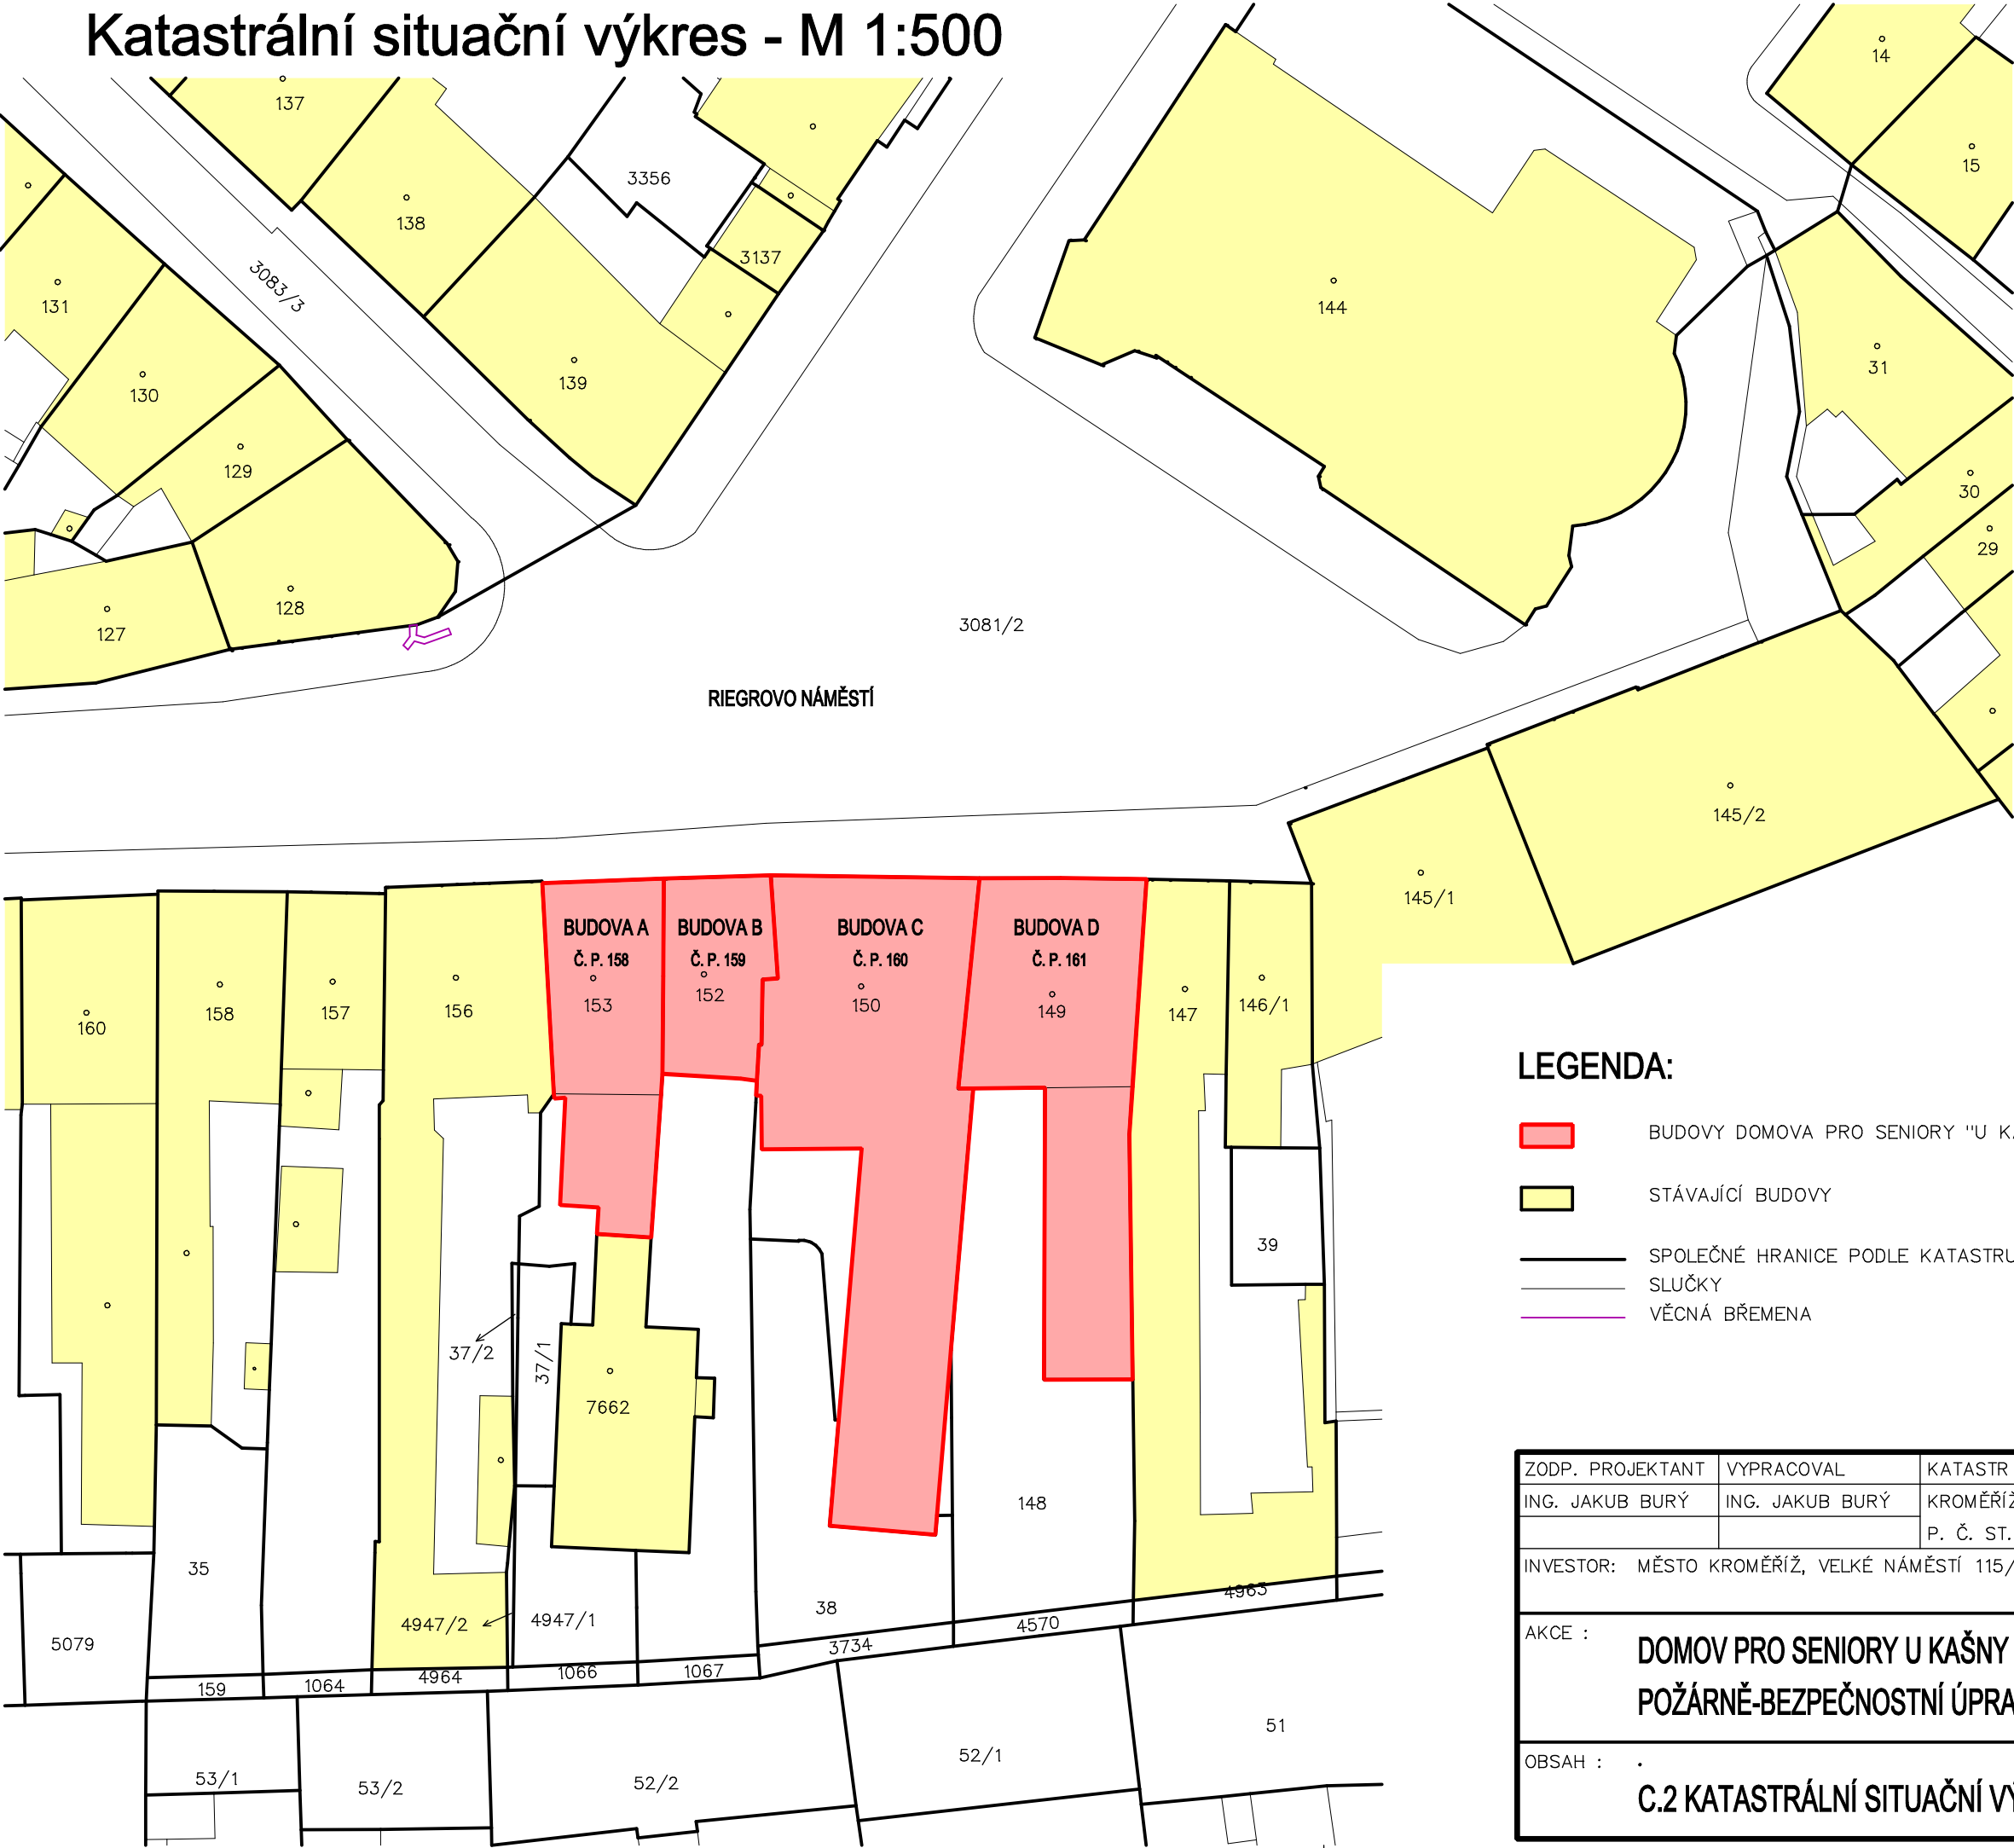 Katastrální situační výkres - M 1:500
137
14
15
3356
138
3137
3083/3
131
144
139
31
130
129
30
29
128
127
3081/2
RIEGROVO NÁMĚSTÍ
145/2
145/1
BUDOVA A
Č. P. 158
153
BUDOVA B
Č. P. 159
152
BUDOVA C
Č. P. 160
150
BUDOVA D
Č. P. 161
149
160
158
157
156
147
146/1
39
37/2
37/1
7662
148
35
38
5079
4947/2
4947/1
4963
4570
3734
159
1064
4964
1066
1067
53/1
53/2
52/2
52/1
51
LEGENDA:
BUDOVY DOMOVA PRO SENIORY "U K
STÁVAJÍCÍ BUDOVY
SPOLEČNÉ HRANICE PODLE KATASTRU
SLUČKY
VĚCNÁ BŘEMENA
ZODP. PROJEKTANT VYPRACOVAL KATASTR
ING. JAKUB BURÝ ING. JAKUB BURÝ KROMĚŘÍŽ
P. Č. ST.
INVESTOR: MĚSTO KROMĚŘÍŽ, VELKÉ NÁMĚSTÍ 115/
AKCE : DOMOV PRO SENIORY U KAŠNY
POŽÁRNĚ-BEZPEČNOSTNÍ ÚPRA
OBSAH : .
C.2 KATASTRÁLNÍ SITUAČNÍ VÝ